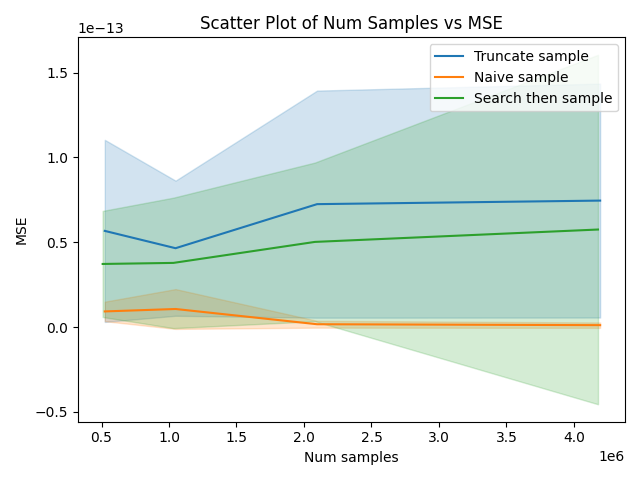 Scatter Plot of Num Samples vs MSE
1e−13
Truncate sample
Naive sample
Search then sample
1.5
1.0
0.5
0.0
−0.5
MSE
0.5 1.0 1.5 2.0 2.5 3.0 3.5 4.0
1e6
Num samples